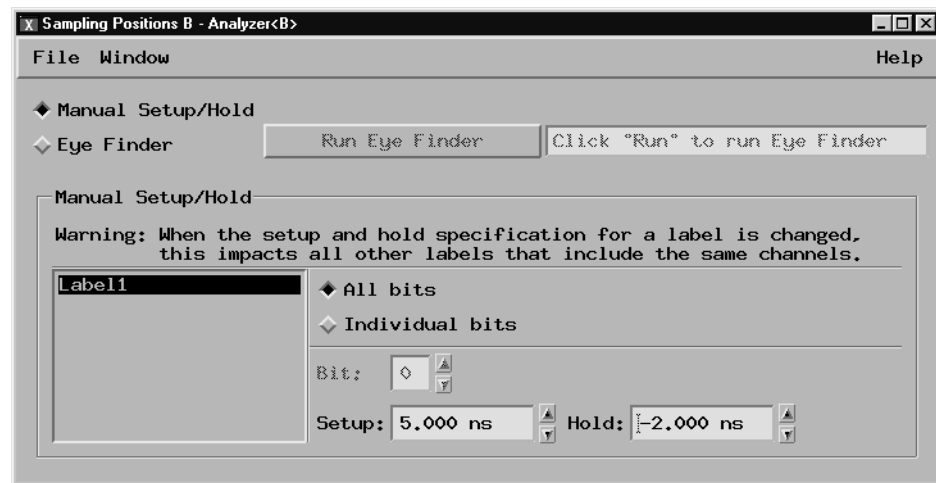 X Sampling Positions B - Analyzer<B>
File Window Help
Manual Setup/Hold
Eye Finder
Run Eye Finder
Click "Run" to run Eye Finder
Manual Setup/Hold
Warning: When the setup and hold specification for a label is changed,
this impacts all other labels that include the same channels.
Label1
All bits
Individual bits
Bit: 0
Setup: 5.000 ns Hold: -2.000 ns